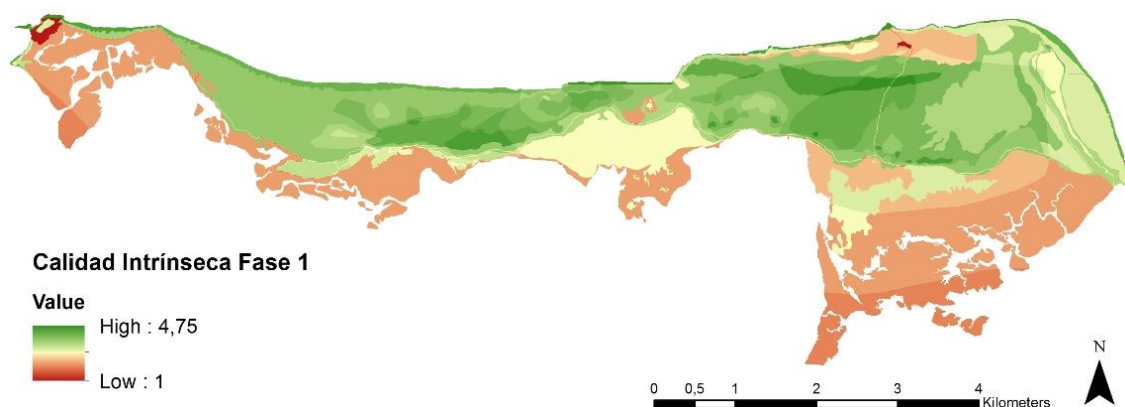 Calidad Intrínseca Fase 1
Value
High : 4,75
Low : 1
N
0 0,5 1 2 3 4
Kilometers